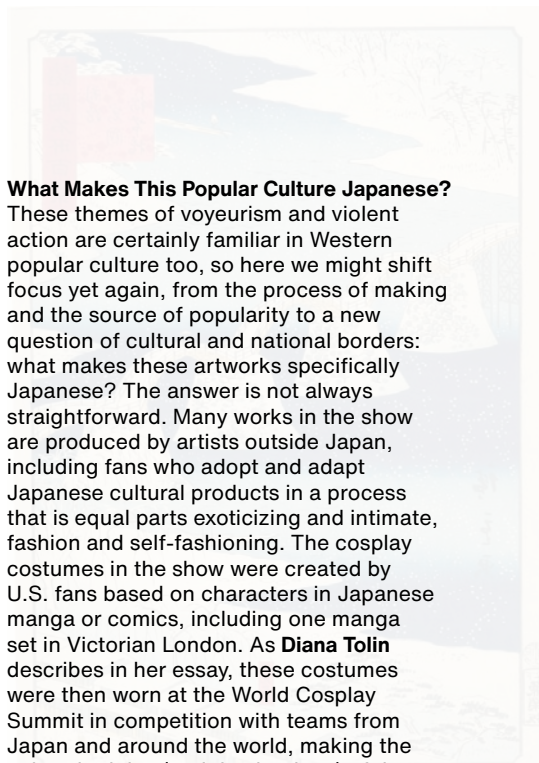 What Makes This Popular Culture Japanese?
These themes of voyeurism and violent
action are certainly familiar in Western
popular culture too, so here we might shift
focus yet again, from the process of making
and the source of popularity to a new
question of cultural and national borders:
what makes these artworks specifically
Japanese? The answer is not always
straightforward. Many works in the show
are produced by artists outside Japan,
including fans who adopt and adapt
Japanese cultural products in a process
that is equal parts exoticizing and intimate,
fashion and self-fashioning. The cosplay
costumes in the show were created by
U.S. fans based on characters in Japanese
manga or comics, including one manga
set in Victorian London. As Diana Tolin
describes in her essay, these costumes
were then worn at the World Cosplay
Summit in competition with teams from
Japan and around the world, making the